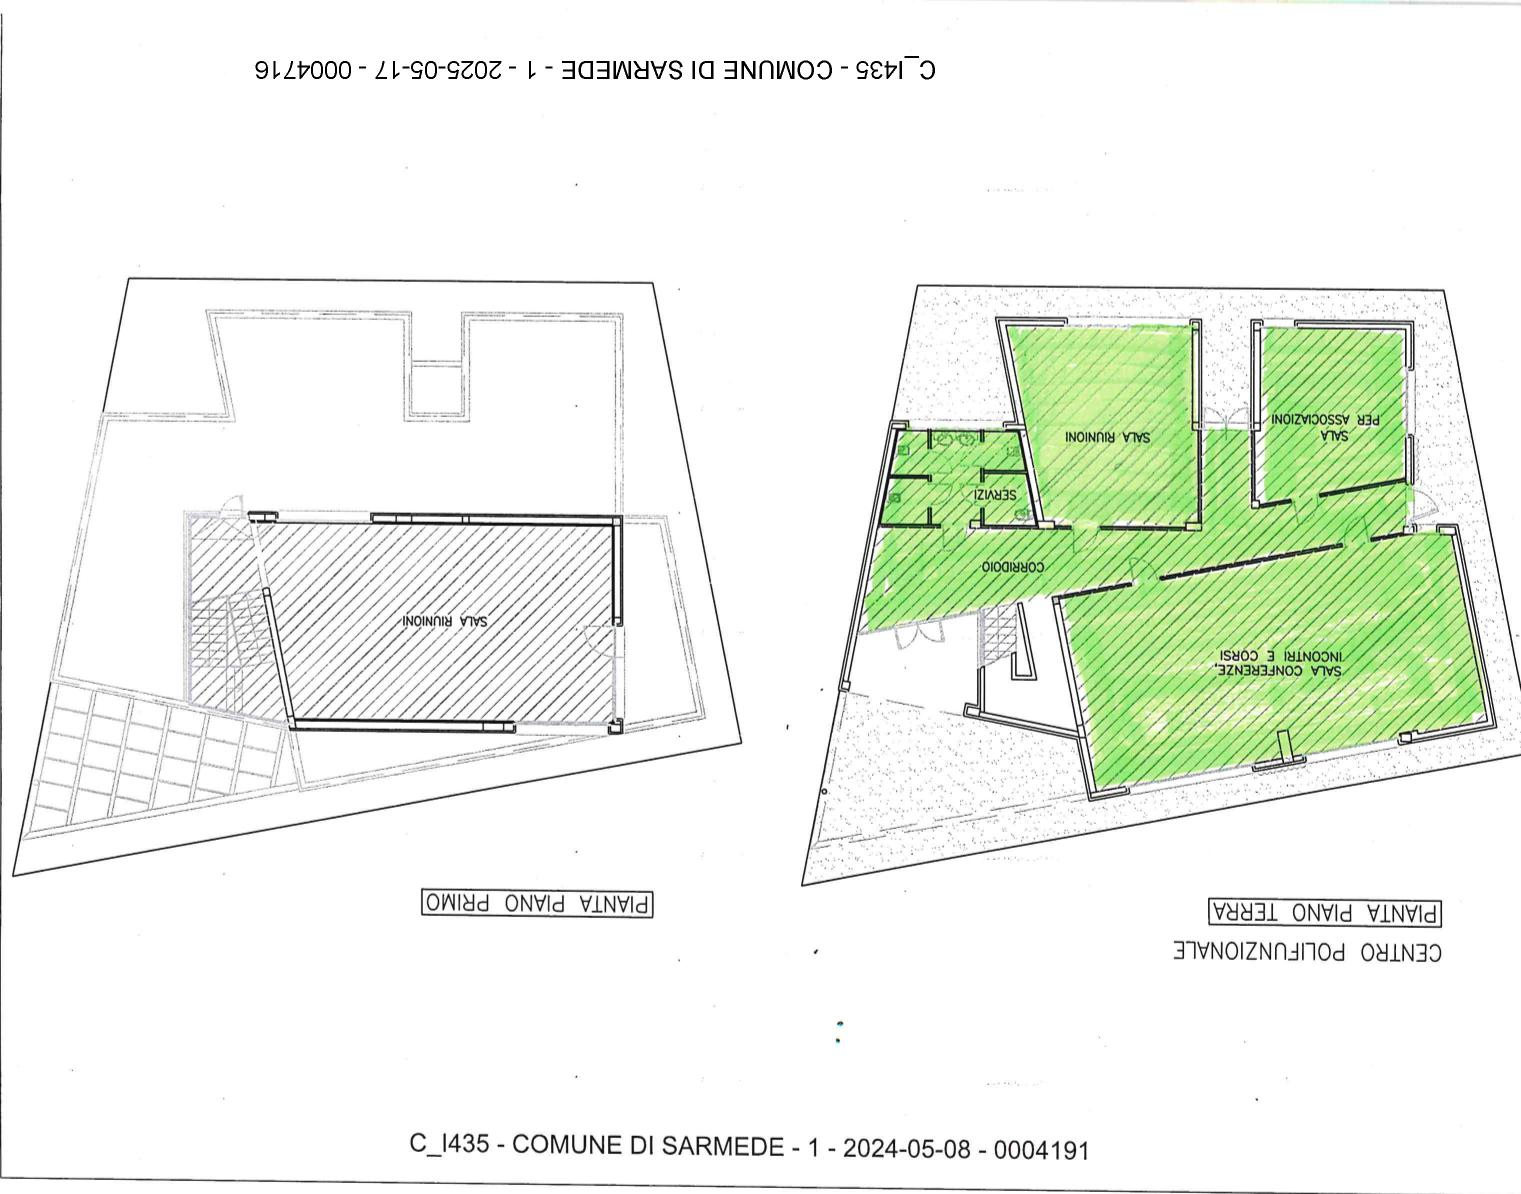 C_I435 - COMUNE DI SARMEDE - 1 - 2025-05-17 - 0004716
CENTRO POLIFUNZIONALE
PIANTA PIANO TERRA
SALA CONFERENZE,
INCONTRI E CORSI
CORRIDOIO
SERVIZI
SALA RIUNIONI
SALA
PER ASSOCIAZIONI
PIANTA PIANO PRIMO
SALA RIUNIONI
C_I435 - COMUNE DI SARMEDE - 1 - 2024-05-08 - 0004191